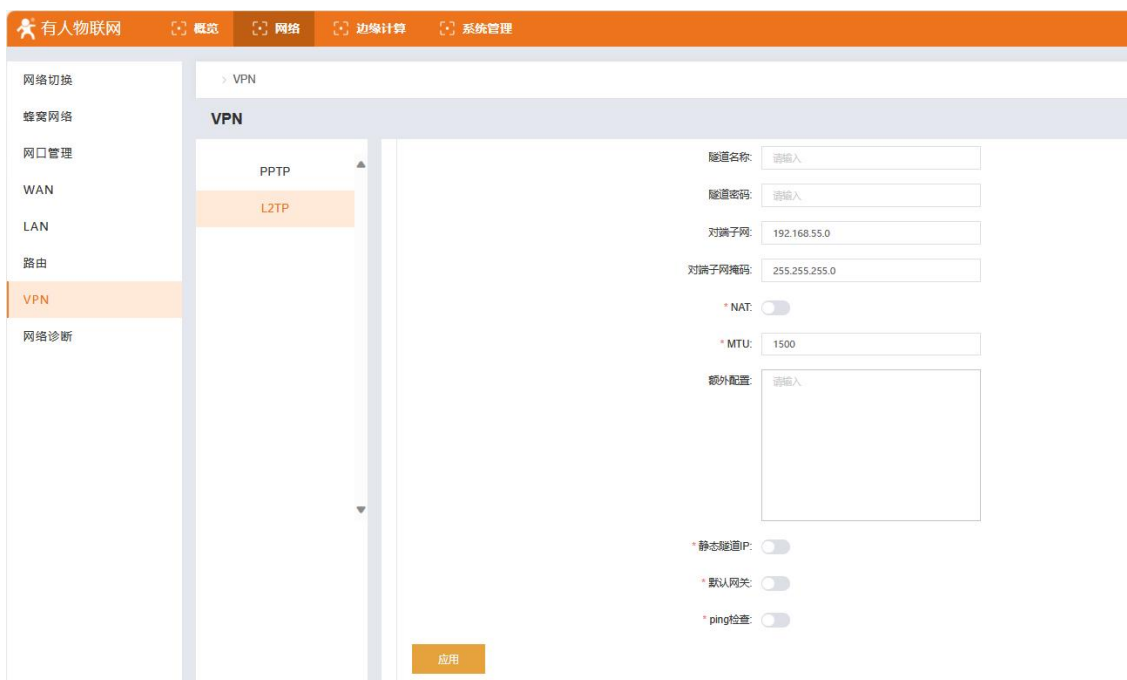 有人物联网 概览 网络 边缘计算 系统管理
网络切换
蜂窝网络
网口管理
WAN
LAN
路由
VPN
网络诊断
> VPN
VPN
PPTP
L2TP
隧道名称: 请输入
隧道密码: 请输入
对端子网: 192.168.55.0
对端子网掩码: 255.255.255.0
* NAT:
* MTU: 1500
额外配置: 请输入
* 静态隧道IP:
* 默认网关:
* ping检查:
应用